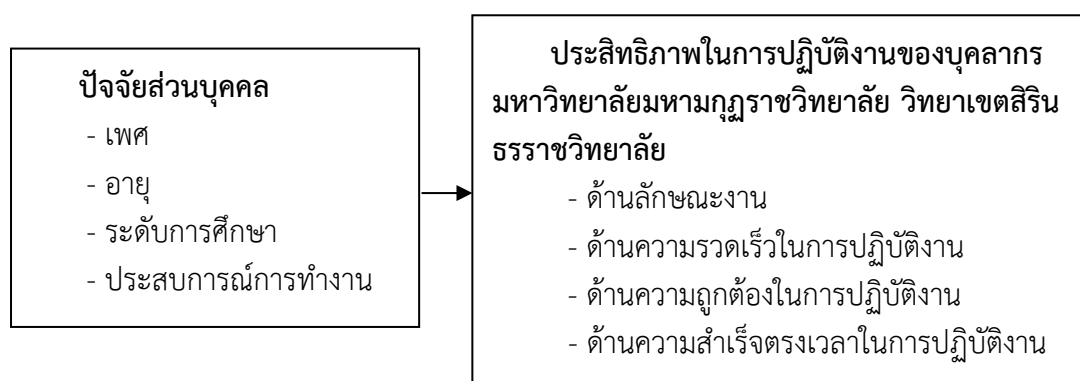 ปัจจัยส่วนบุคคล
- เพศ
- อายุ
- ระดับการศึกษา
- ประสบการณ์การทำงาน
ประสิทธิภาพในการปฏิบัติงานของบุคลากร
มหาวิทยาลัยมหามกุฏราชวิทยาลัย วิทยาเขตสิริน
ธรราชวิทยาลัย
- ด้านลักษณะงาน
- ด้านความรวดเร็วในการปฏิบัติงาน
- ด้านความถูกต้องในการปฏิบัติงาน
- ด้านความสำเร็จตรงเวลาในการปฏิบัติงาน